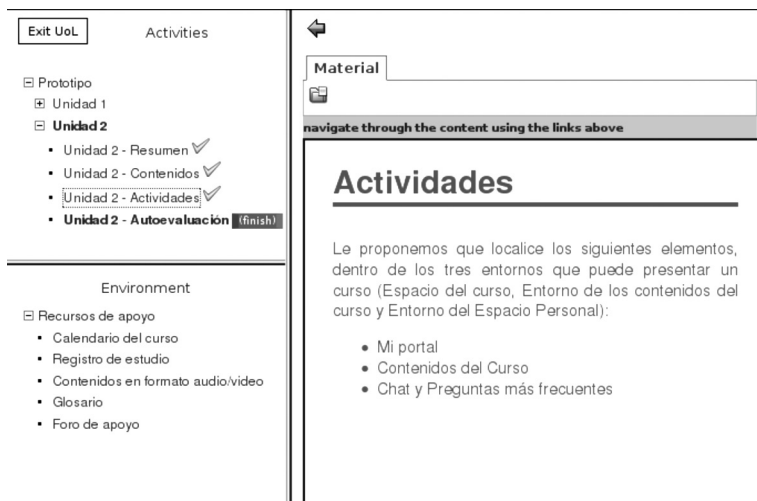 Exit UoL
Activities
Prototipo
Unidad 1
Unidad 2
Unidad 2 - Resumen
Unidad 2 - Contenidos
Unidad 2 - Actividades
Unidad 2 - Autoevaluación (finish)
Environment
Recursos de apoyo
Calendario del curso
Registro de estudio
Contenidos en formato audio/video
Glosario
Foro de apoyo
Material
navigate through the content using the links above
Actividades
Le proponemos que localice los siguientes elementos,
dentro de los tres entornos que puede presentar un
curso (Espacio del curso, Entorno de los contenidos del
curso y Entorno del Espacio Personal):
Mi portal
Contenidos del Curso
Chat y Preguntas más frecuentes